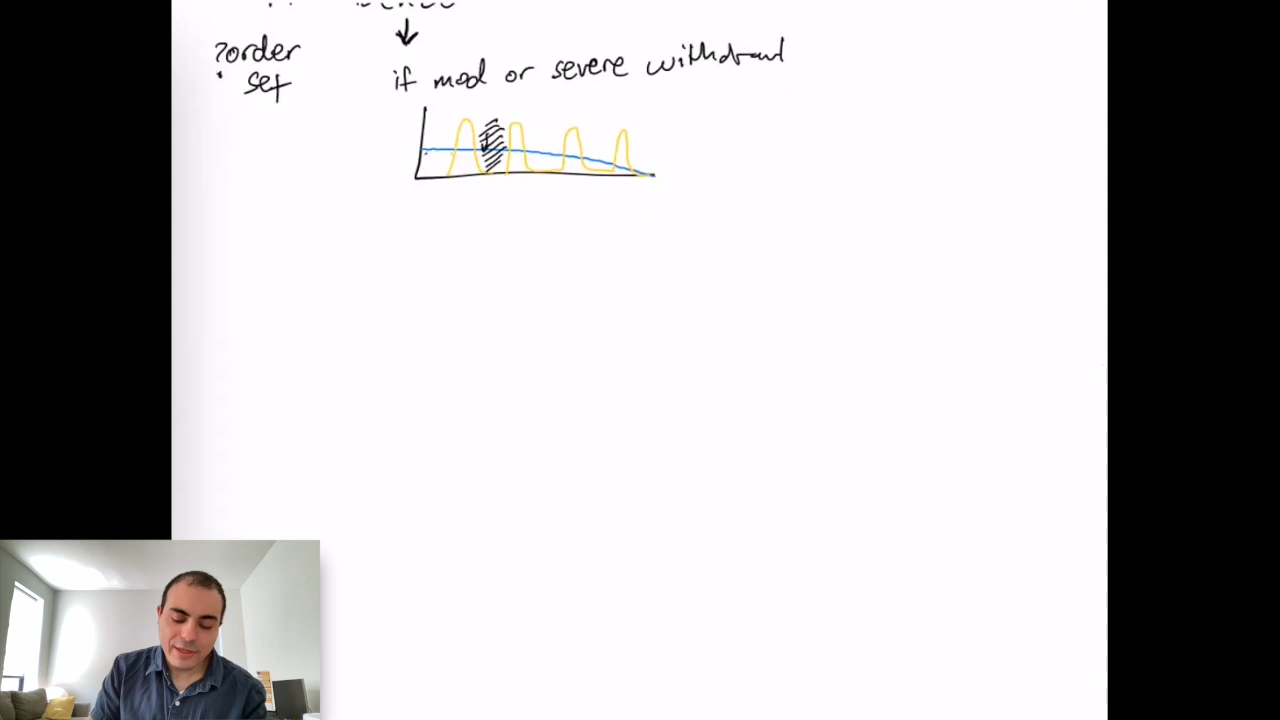 ?order
set
if mod or severe withdrawl